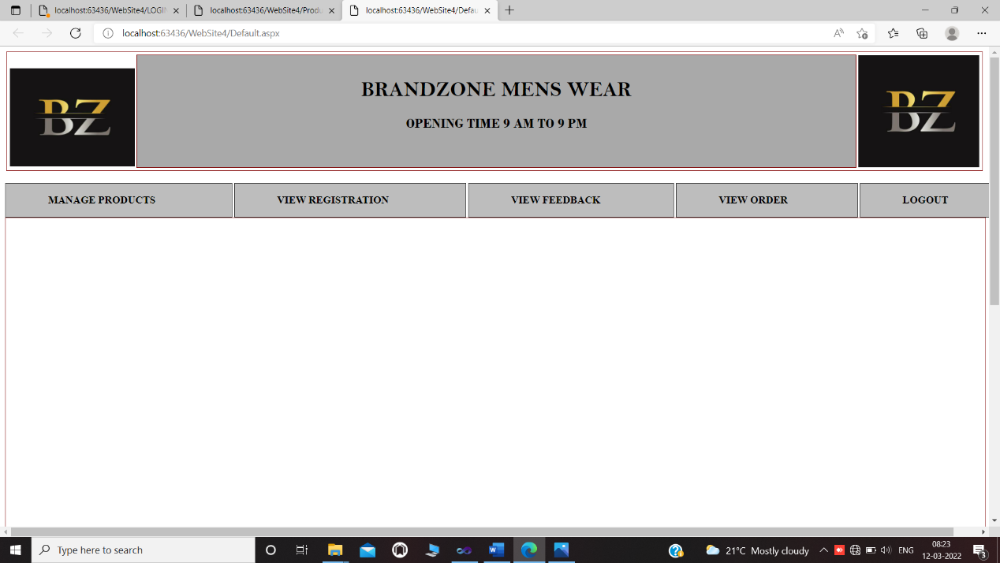 localhost:63436/WebSite4/LOGIN
localhost:63436/WebSite4/Produ
localhost:63436/WebSite4/Defau
localhost:63436/WebSite4/Default.aspx
BZ
BRANDZONE MENS WEAR
OPENING TIME 9 AM TO 9 PM
BZ
MANAGE PRODUCTS
VIEW REGISTRATION
VIEW FEEDBACK
VIEW ORDER
LOGOUT
Type here to search
21°C Mostly cloudy
ENG
08:23
12-03-2022
3